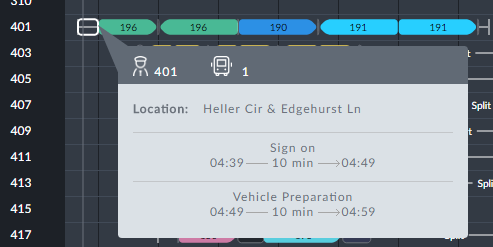 310
401
196
196
190
191
191
403
405
407
409
411
413
415
417
401
1
Location: Heller Cir & Edgehurst Ln
Sign on
04:39 10 min 04:49
Vehicle Preparation
04:49 10 min 04:59
Split
Split